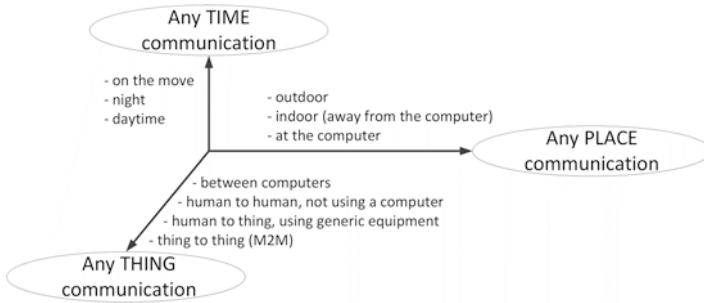 Any TIME
communication
- on the move
- night
- daytime
- outdoor
- indoor (away from the computer)
- at the computer
Any PLACE
communication
- between computers
- human to human, not using a computer
- human to thing, using generic equipment
- thing to thing (M2M)
Any THING
communication